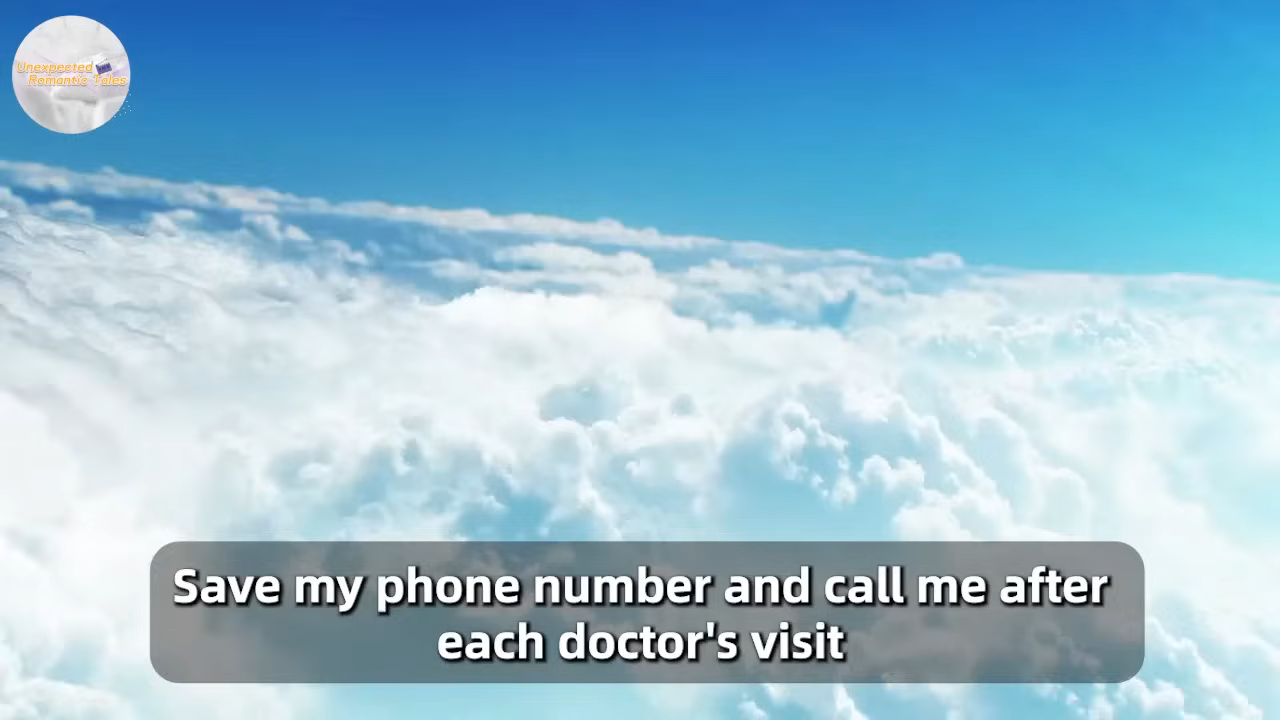 Unexpected
Romantic Tales
Save my phone number and call me after
each doctor's visit